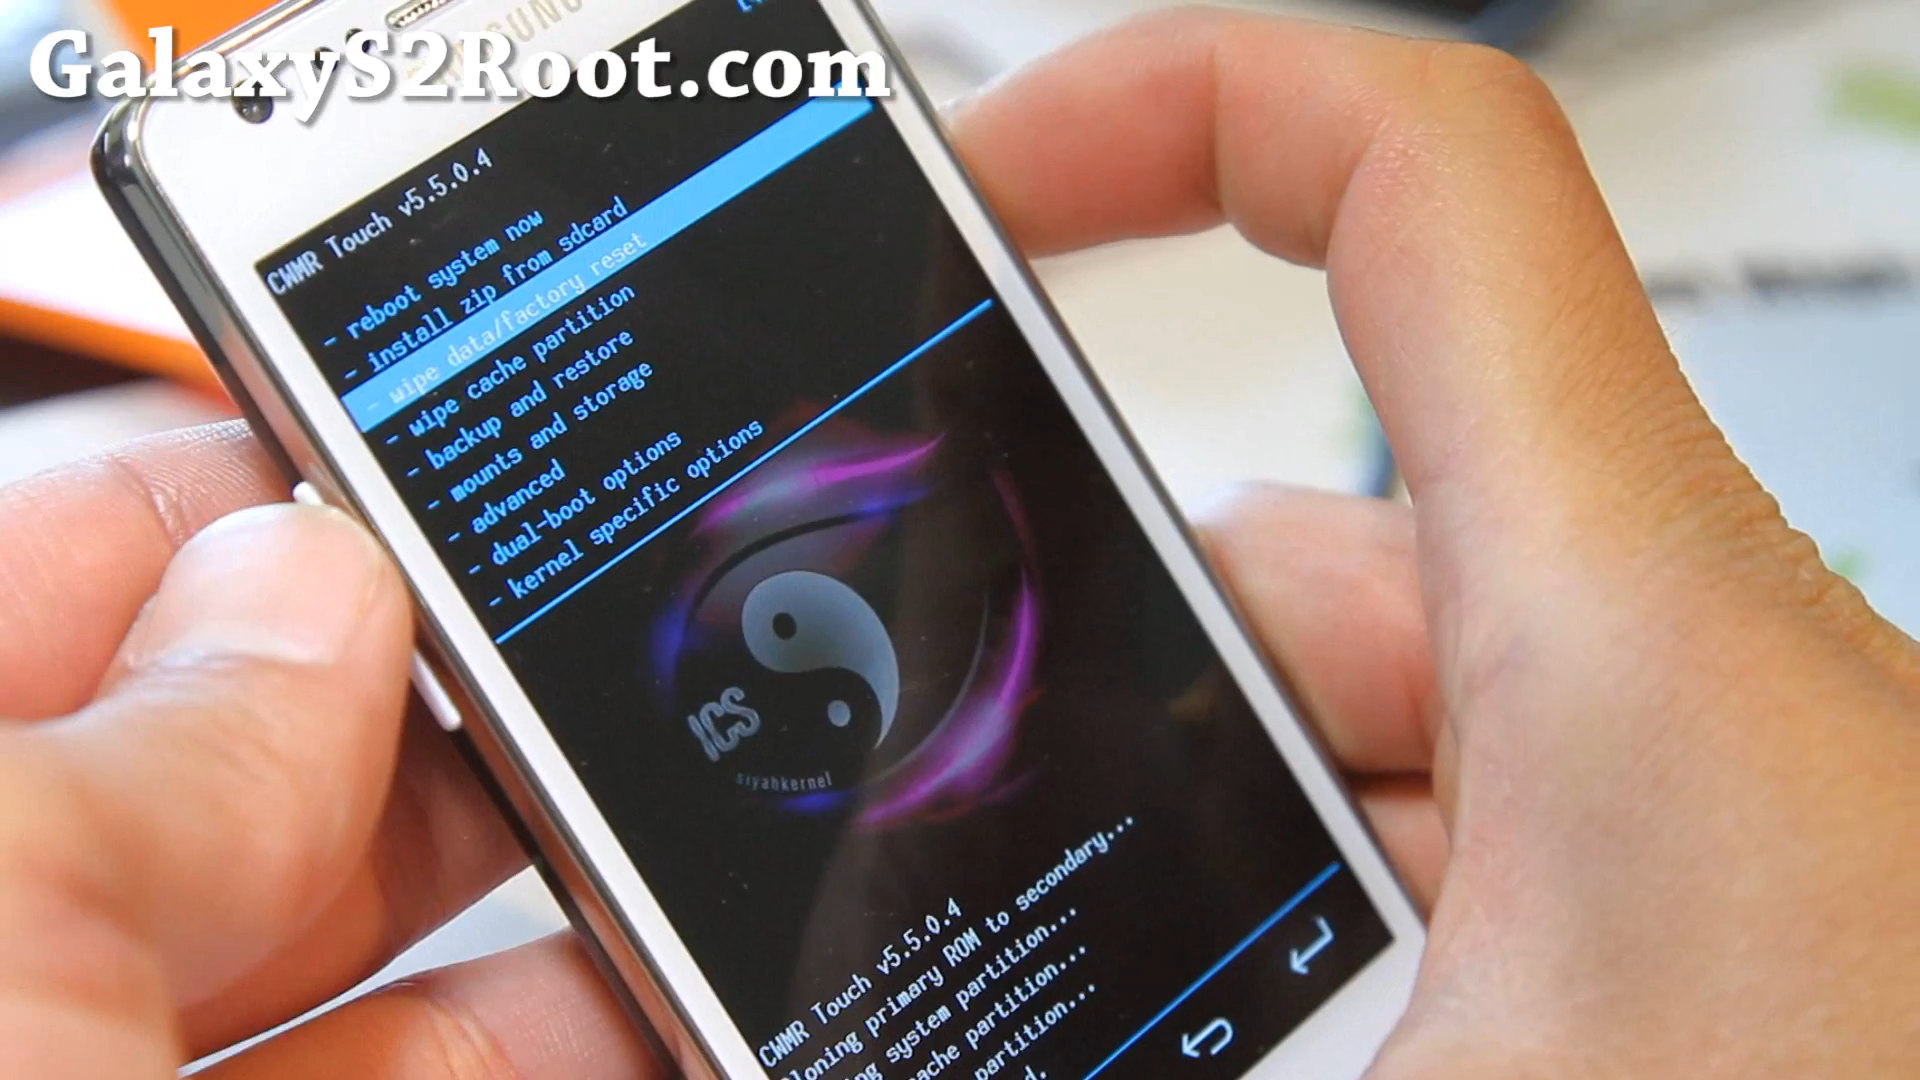 GalaxyS2Root.com
SAMSUNG
CWMR Touch v5.5.0.4
- reboot system now
- install zip from sdcard
- wipe data/factory reset
- wipe cache partition
- backup and restore
- mounts and storage
- advanced
- dual-boot options
- kernel specific options
ICS
siyahkernel
CWMR Touch v5.5.0.4
primary ROM to secondary...
system partition...
partition...
partition...